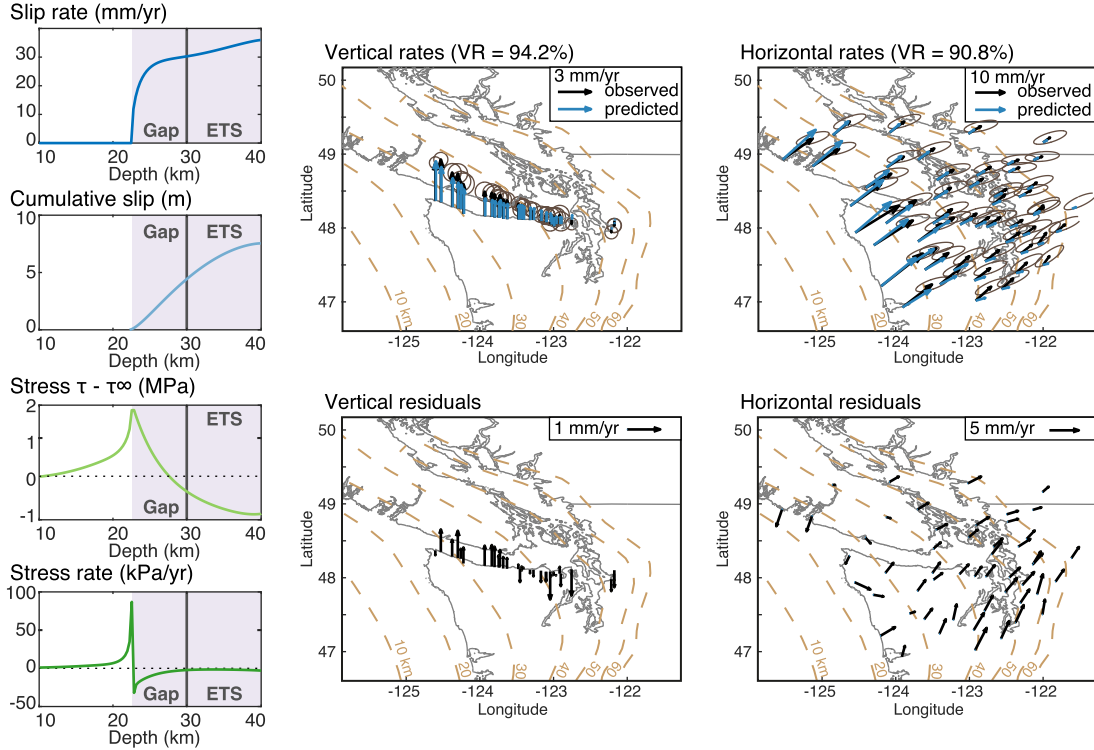 Slip rate (mm/yr)
30
20
10
0
Gap
ETS
10
20
30
40
Depth (km)
Cumulative slip (m)
10
5
0
Gap
ETS
10
20
30
40
Depth (km)
Stress τ - τ∞ (MPa)
2
1
0
-1
ETS
Gap
10
20
30
40
Depth (km)
Stress rate (kPa/yr)
100
50
0
-50
Gap
ETS
10
20
30
40
Depth (km)
Vertical rates (VR = 94.2%)
3 mm/yr
observed
predicted
50
49
48
47
Latitude
10 km
20
30
40
50
60
-125
-124
-123
-122
Longitude
Horizontal rates (VR = 90.8%)
10 mm/yr
observed
predicted
50
49
48
47
Latitude
10 km
20
30
40
50
60
-125
-124
-123
-122
Longitude
Vertical residuals
1 mm/yr
50
49
48
47
Latitude
10 km
20
30
40
50
60
-125
-124
-123
-122
Longitude
Horizontal residuals
5 mm/yr
50
49
48
47
Latitude
10 km
20
30
40
50
60
-125
-124
-123
-122
Longitude